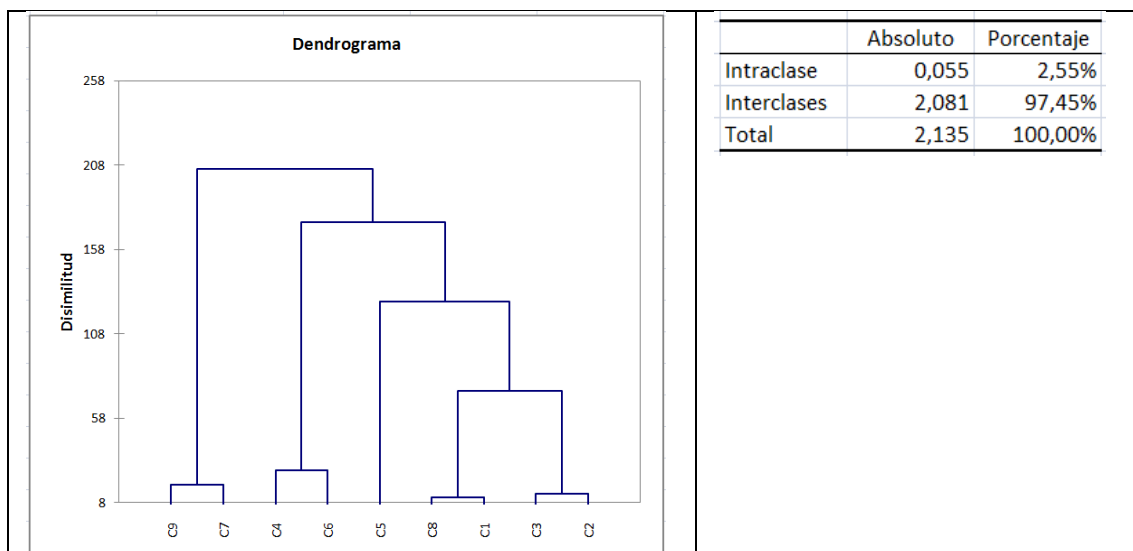 Dendrograma
258
208
158
108
58
8
Disimilitud
C9 C7 C4 C6 C5 C8 C1 C3 C2
Absoluto Porcentaje
Intraclase 0,055 2,55%
Interclases 2,081 97,45%
Total 2,135 100,00%